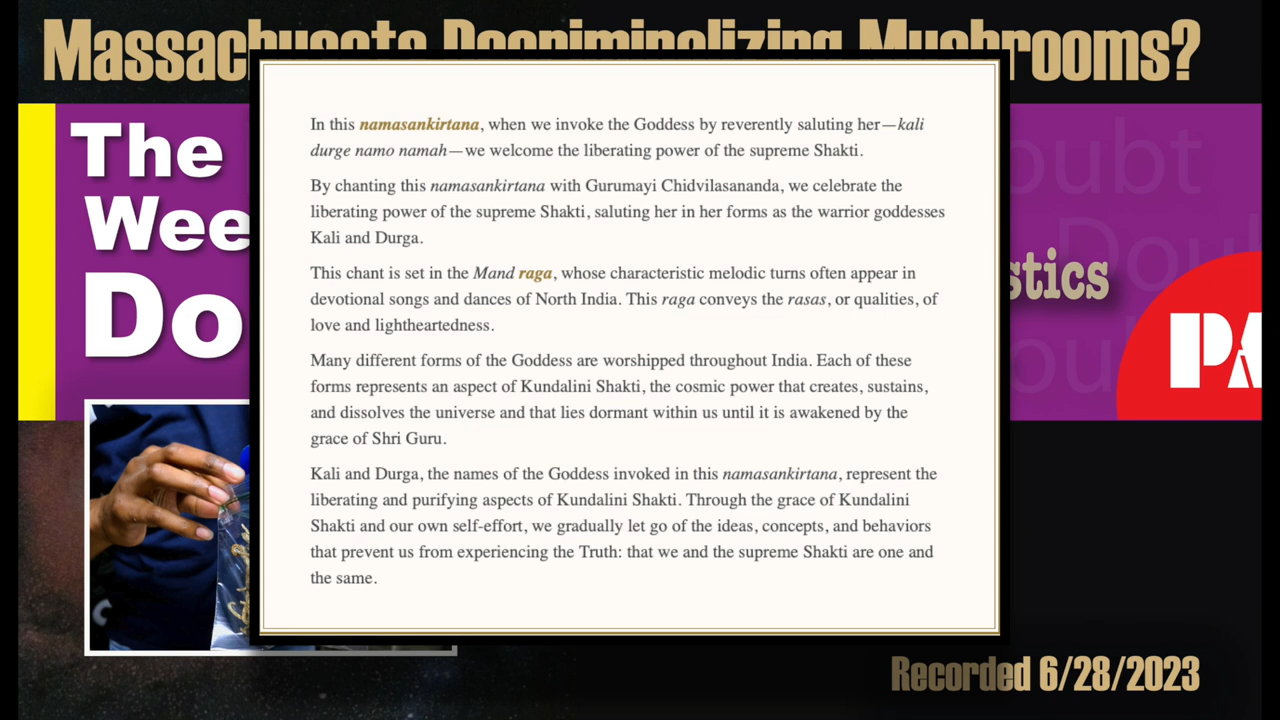 Massachusetts Decriminalizing Mushrooms?
The
Wee
Do
oubt
Doubt
stics
PA
In this namasankirtana, when we invoke the Goddess by reverently saluting her—kali
durge namo namah—we welcome the liberating power of the supreme Shakti.
By chanting this namasankirtana with Gurumayi Chidvilasananda, we celebrate the
liberating power of the supreme Shakti, saluting her in her forms as the warrior goddesses
Kali and Durga.
This chant is set in the Mand raga, whose characteristic melodic turns often appear in
devotional songs and dances of North India. This raga conveys the rasas, or qualities, of
love and lightheartedness.
Many different forms of the Goddess are worshipped throughout India. Each of these
forms represents an aspect of Kundalini Shakti, the cosmic power that creates, sustains,
and dissolves the universe and that lies dormant within us until it is awakened by the
grace of Shri Guru.
Kali and Durga, the names of the Goddess invoked in this namasankirtana, represent the
liberating and purifying aspects of Kundalini Shakti. Through the grace of Kundalini
Shakti and our own self-effort, we gradually let go of the ideas, concepts, and behaviors
that prevent us from experiencing the Truth: that we and the supreme Shakti are one and
the same.
Recorded 6/28/2023